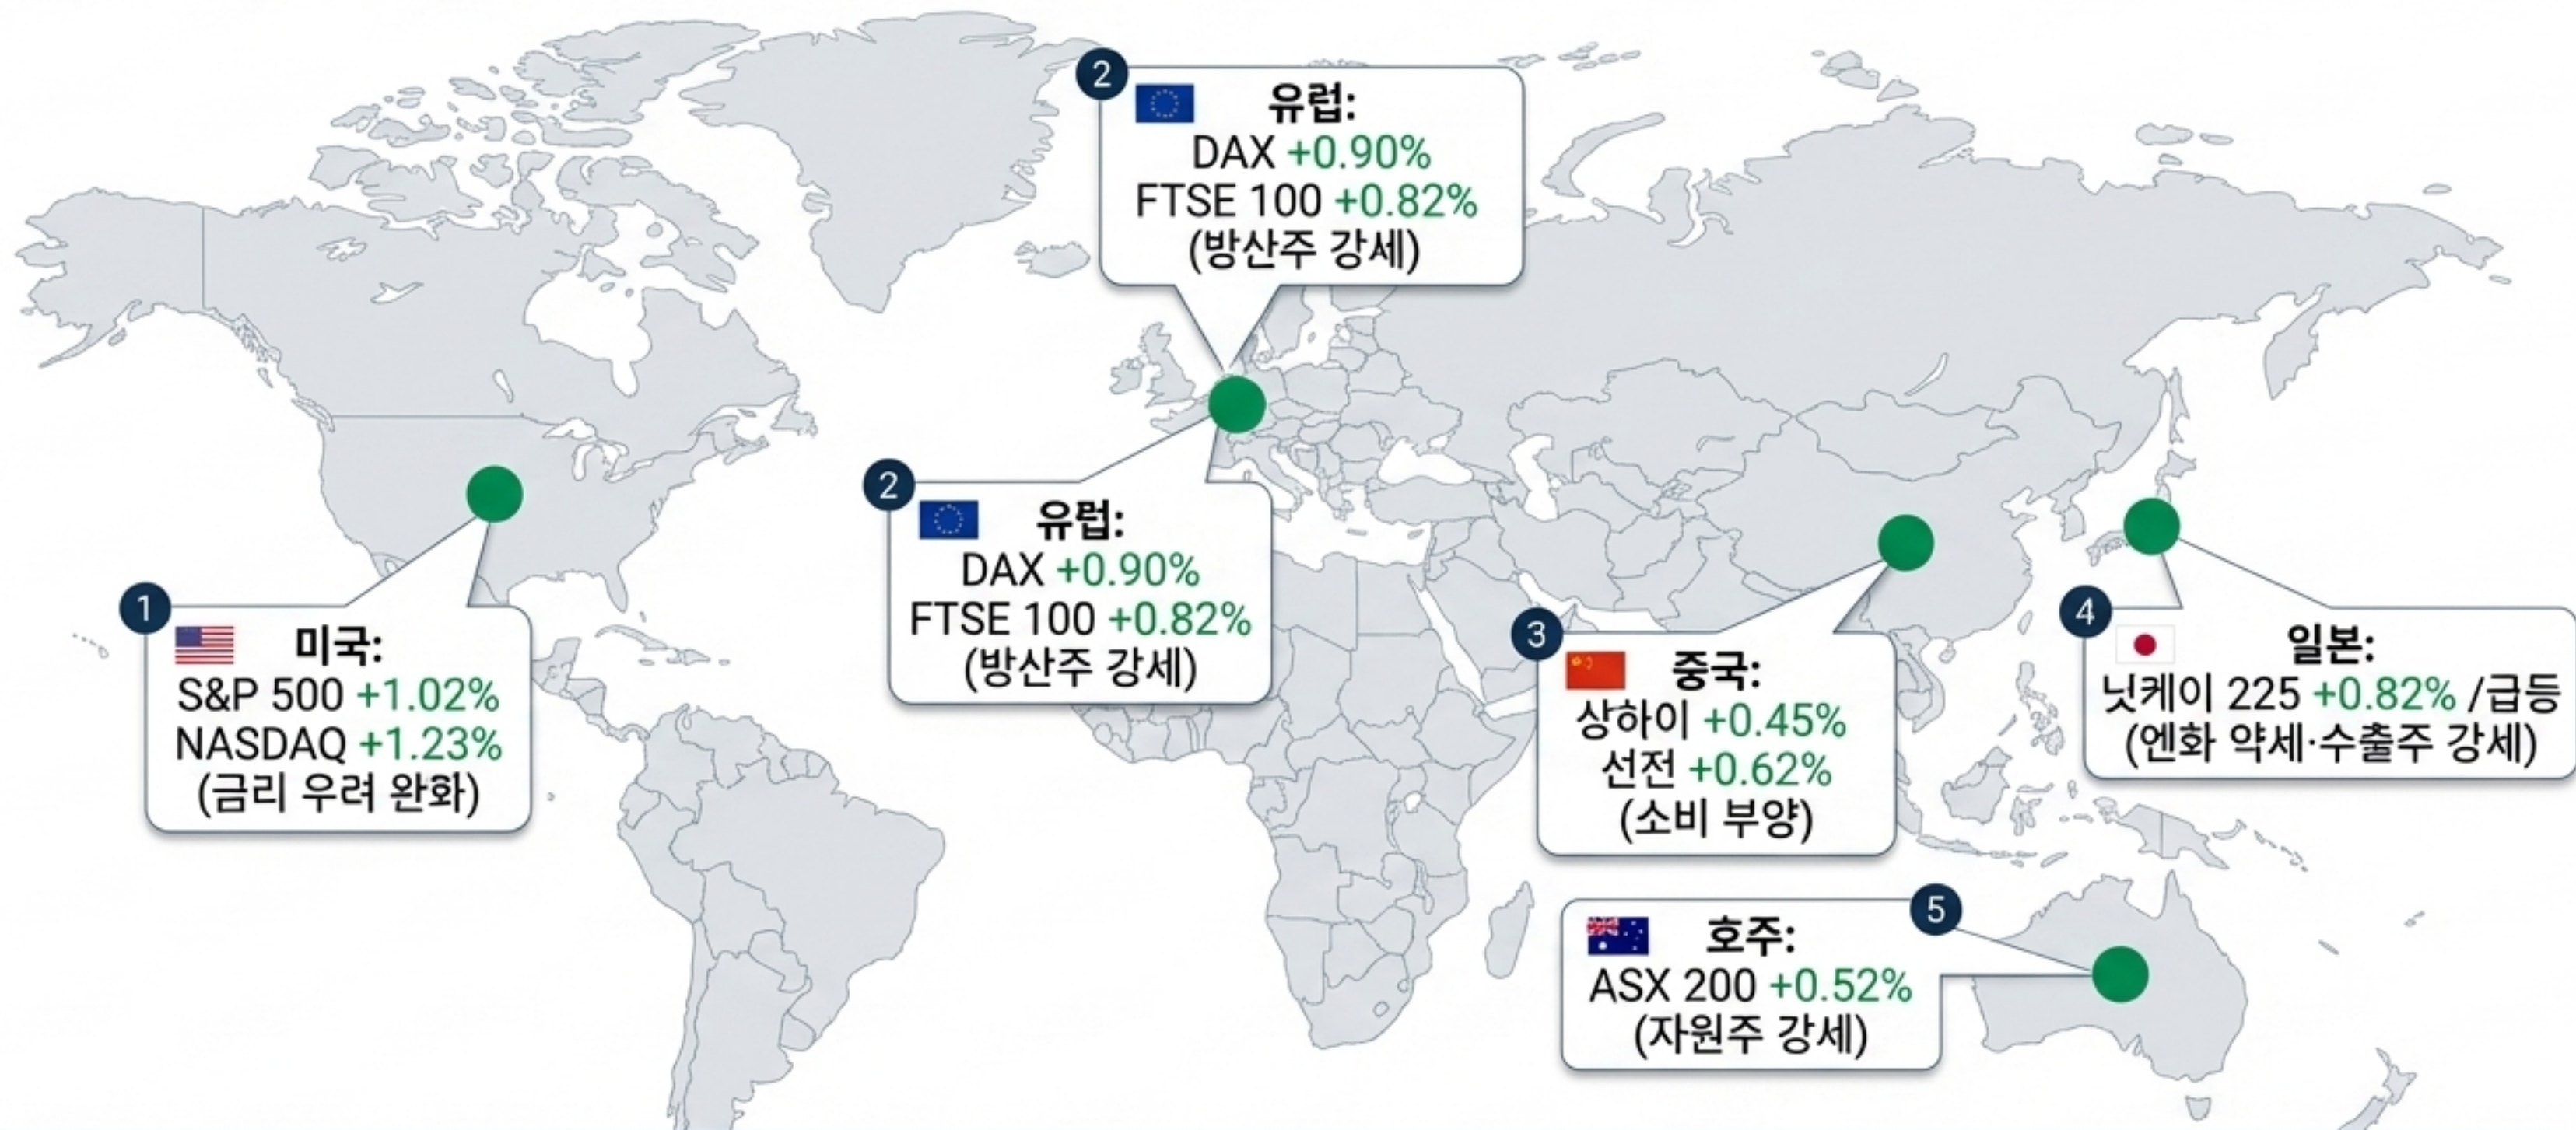 1
미국:
S&P 500 +1.02%
NASDAQ +1.23%
(금리 우려 완화)
2
유럽:
DAX +0.90%
FTSE 100 +0.82%
(방산주 강세)
2
유럽:
DAX +0.90%
FTSE 100 +0.82%
(방산주 강세)
3
중국:
상하이 +0.45%
선전 +0.62%
(소비 부양)
4
일본:
닛케이 225 +0.82% /급등
(엔화 약세·수출주 강세)
5
호주:
ASX 200 +0.52%
(자원주 강세)